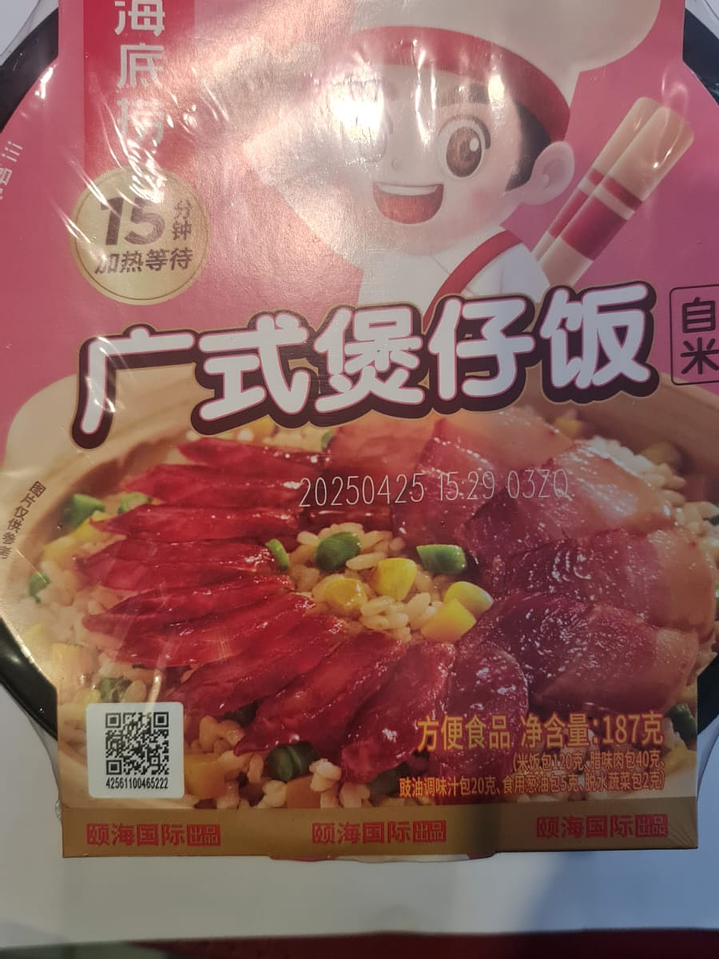 海底捞
15分钟
加热等待
广式煲仔饭
自
米
20250425 15:29 03ZQ
图片仅供参考
方便食品 净含量:187克
(米饭包120克、腊味肉包40克、
豉油调味汁包20克、食用葱油包5克、脱水蔬菜包2克)
42561100465222
颐海国际出品 颐海国际出品 颐海国际出品